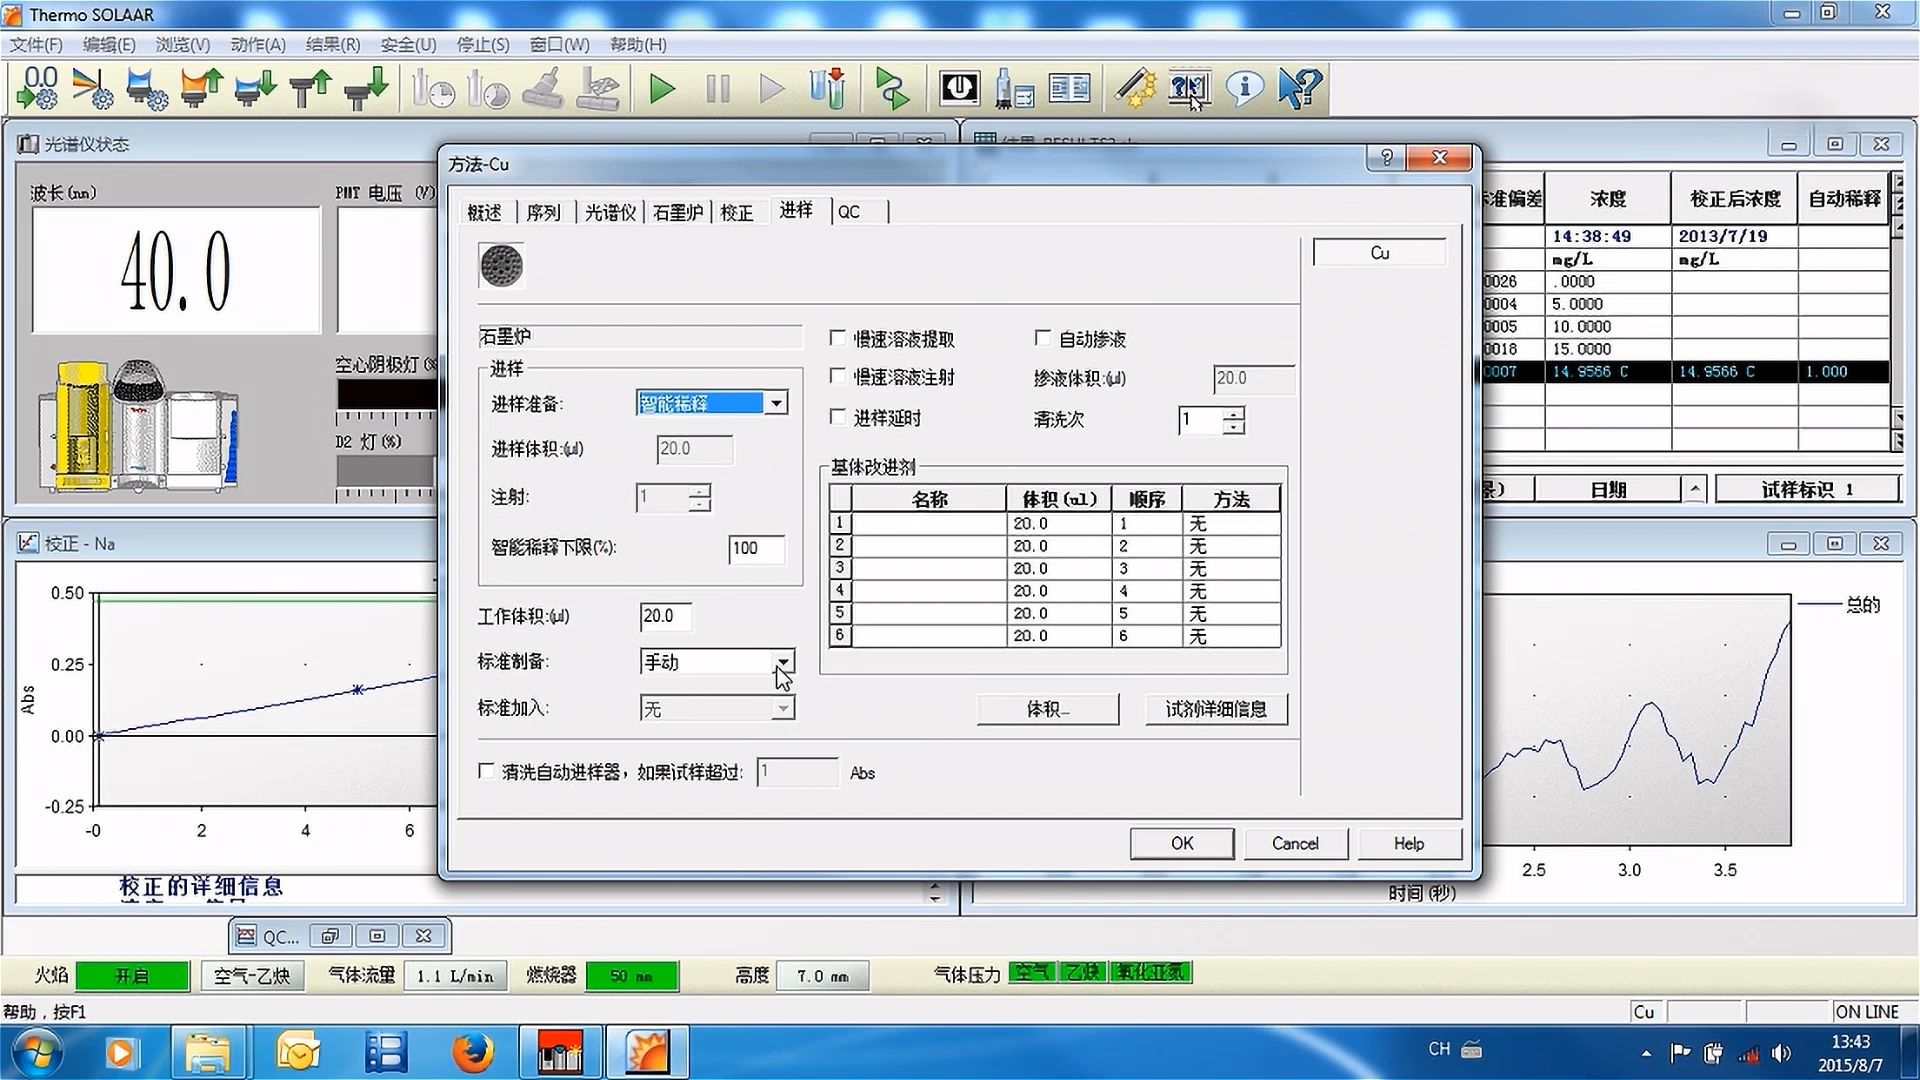 Thermo SOLAAR
文件(F) 编辑(E) 浏览(V) 动作(A) 结果(R) 安全(U) 停止(S) 窗口(W) 帮助(H)
0.0
光谱仪状态
波长(nm)
PMT 电压 (V)
40.0
空心阴极灯(%
D2 灯(%)
方法-Cu
概述 序列 光谱仪 石墨炉 校正 进样 QC
Cu
石墨炉
进样
进样准备: 智能稀释
进样体积:(µl) 20.0
注射: 1
智能稀释下限(%): 100
工作体积:(µl) 20.0
标准制备: 手动
标准加入: 无
慢速溶液提取
慢速溶液注射
进样延时
自动掺液
掺液体积:(µl) 20.0
清洗次 1
基体改进剂
名称 体积(ul) 顺序 方法
1 20.0 1 无
2 20.0 2 无
3 20.0 3 无
4 20.0 4 无
5 20.0 5 无
6 20.0 6 无
体积... 试剂详细信息
清洗自动进样器，如果试样超过: 1 Abs
OK Cancel Help
准偏差 浓度 校正后浓度 自动稀释
14:38:49 2013/7/19
mg/L mg/L
0026 .0000
0004 5.0000
0005 10.0000
0018 15.0000
0007 14.9566 C 14.9566 C 1.000
景) 日期 试样标识 1
校正 - Na
0.50
0.25
0.00
-0.25
Abs
-0 2 4 6
校正的详细信息
总的
2.5 3.0 3.5
时间(秒)
QC...
火焰 开启 空气-乙炔 气体流量 1.1 L/min 燃烧器 50 mm 高度 7.0 mm 气体压力 空气 乙炔 氧化亚氮
帮助，按F1
Cu ON LINE
CH
13:43
2015/8/7